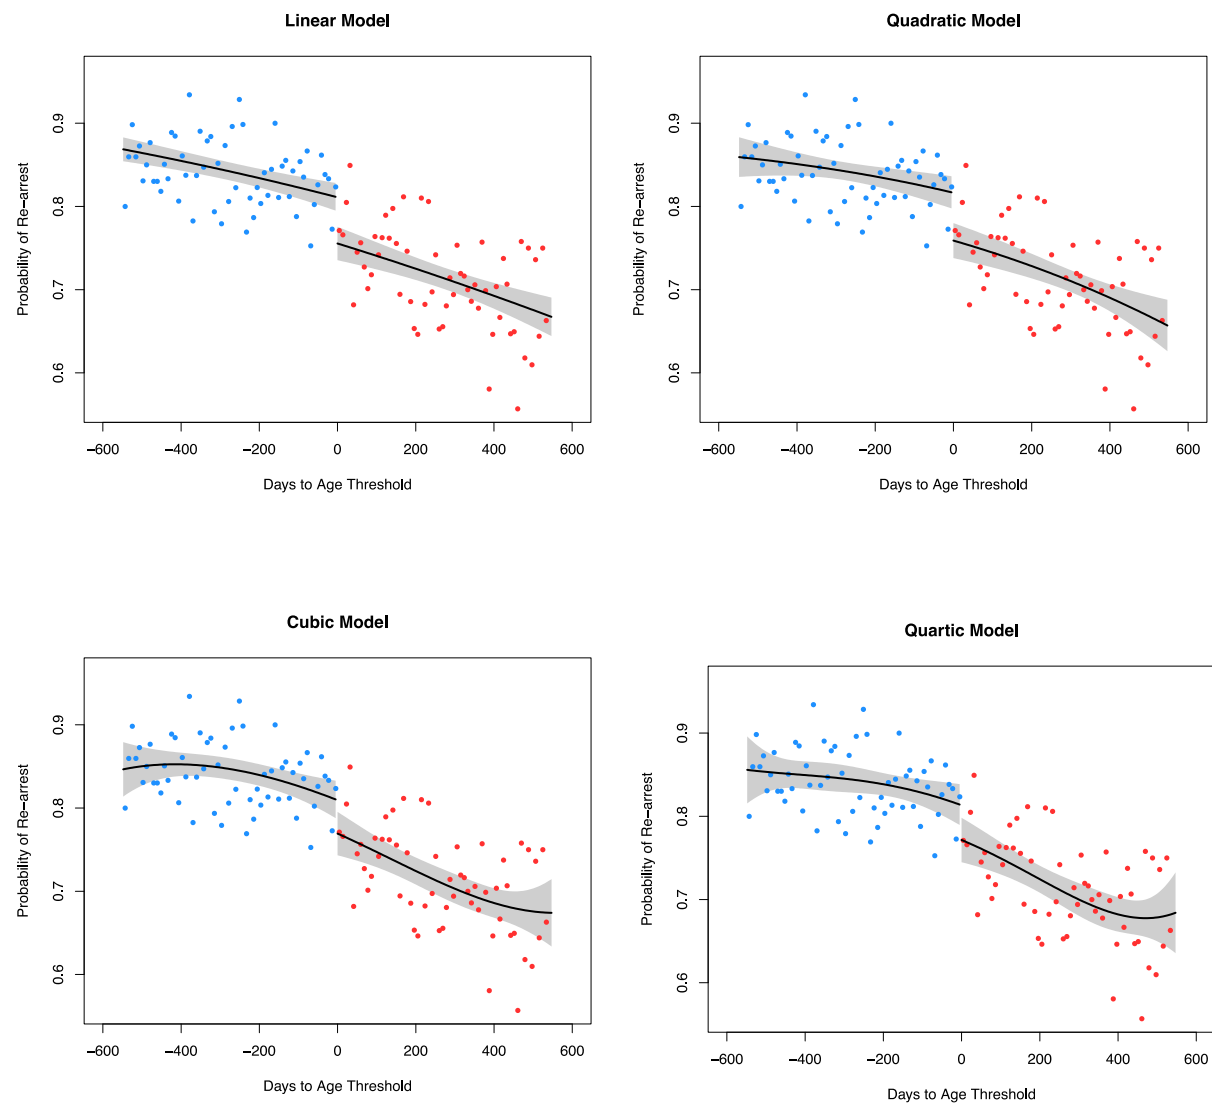 Linear Model
Probability of Re−arrest
0.9
0.8
0.7
0.6
−600 −400 −200 0 200 400 600
Days to Age Threshold
Quadratic Model
Probability of Re−arrest
0.9
0.8
0.7
0.6
−600 −400 −200 0 200 400 600
Days to Age Threshold
Cubic Model
Probability of Re−arrest
0.9
0.8
0.7
0.6
−600 −400 −200 0 200 400 600
Days to Age Threshold
Quartic Model
Probability of Re−arrest
0.9
0.8
0.7
0.6
−600 −400 −200 0 200 400 600
Days to Age Threshold